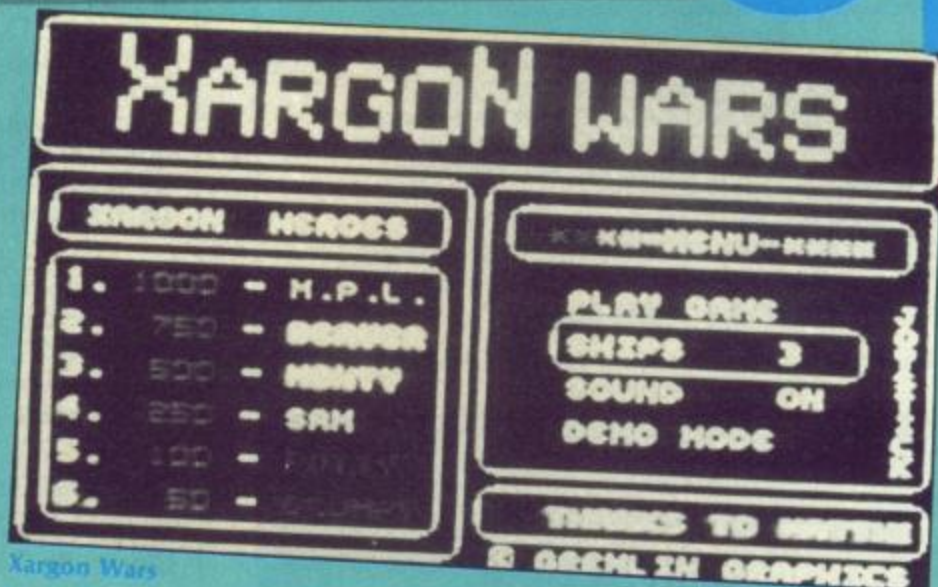 XARGON WARS
XARGON HEROES
1. 1000 - M.P.L.
2. 750 - BEAVER
3. 500 - MONTY
4. 250 - SAM
5. 100 -
6. 50 -
-MENU-
PLAY GAME
SHIPS 3
SOUND ON
DEMO MODE
THANKS TO
© GREMLIN GRAPHICS
Xargon Wars